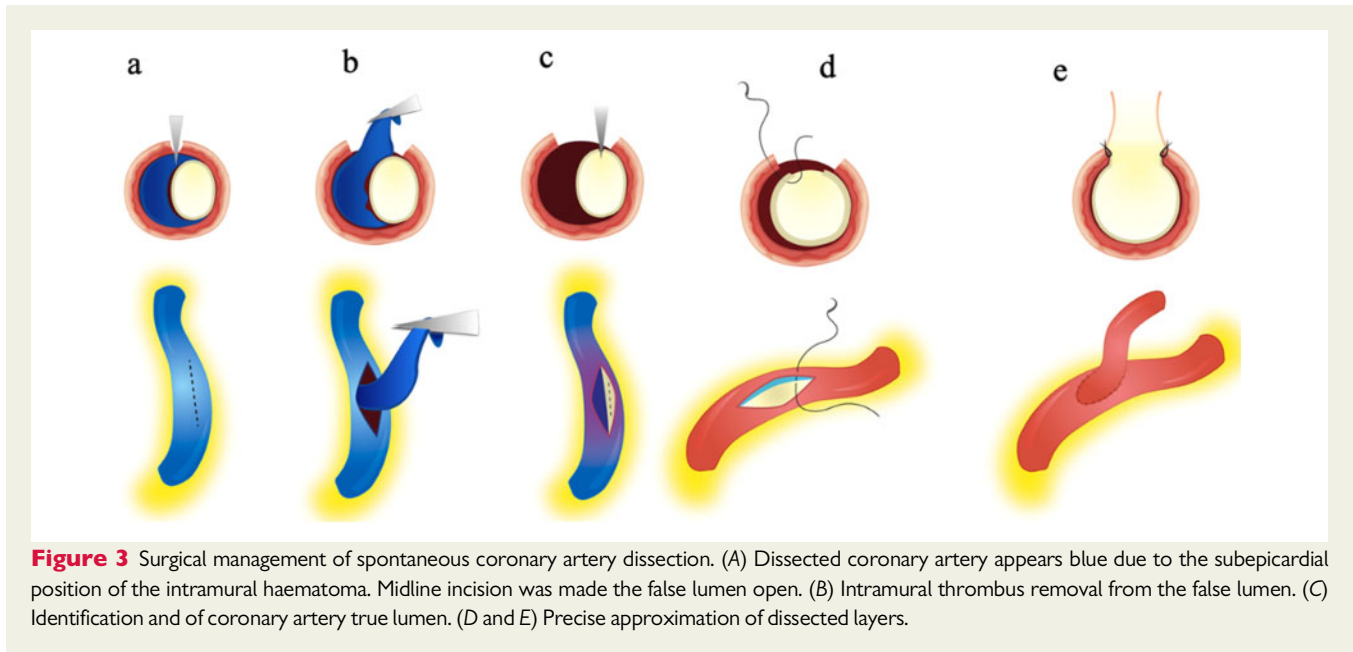 a b c d e
Figure 3 Surgical management of spontaneous coronary artery dissection. (A) Dissected coronary artery appears blue due to the subepicardial
position of the intramural haematoma. Midline incision was made the false lumen open. (B) Intramural thrombus removal from the false lumen. (C)
Identification and of coronary artery true lumen. (D and E) Precise approximation of dissected layers.